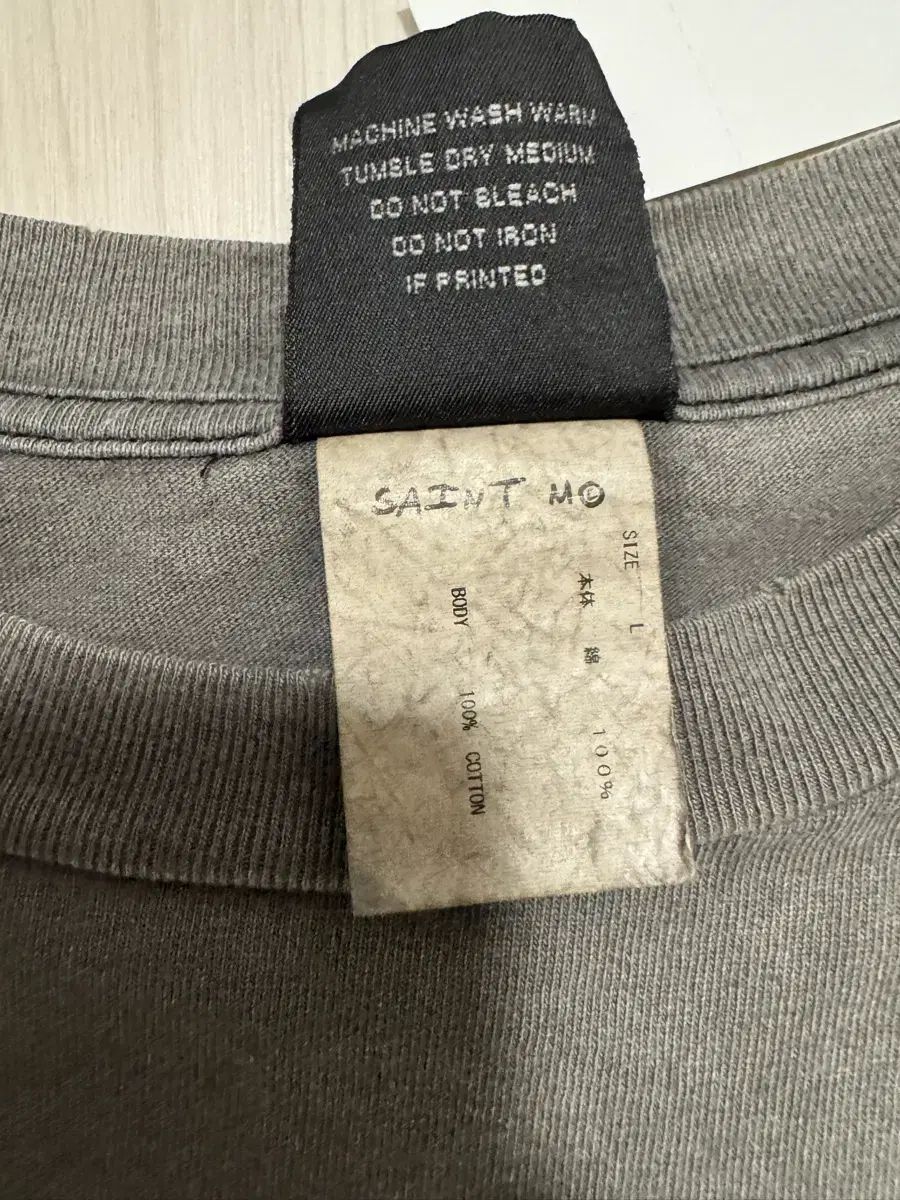 MACHINE WASH WARM
TUMBLE DRY MEDIUM
DO NOT BLEACH
DO NOT IRON
IF PRINTED
SAINT M
SIZE L
本体 綿 100%
BODY 100% COTTON